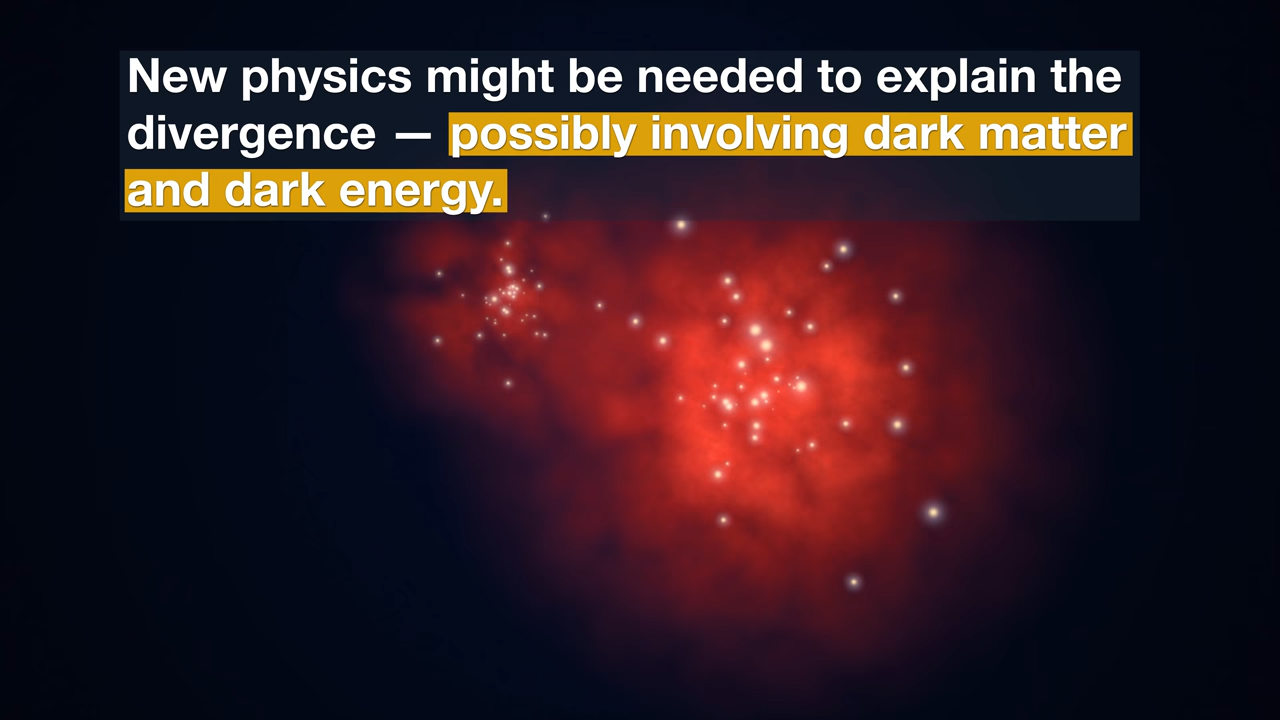 New physics might be needed to explain the
divergence — possibly involving dark matter
and dark energy.